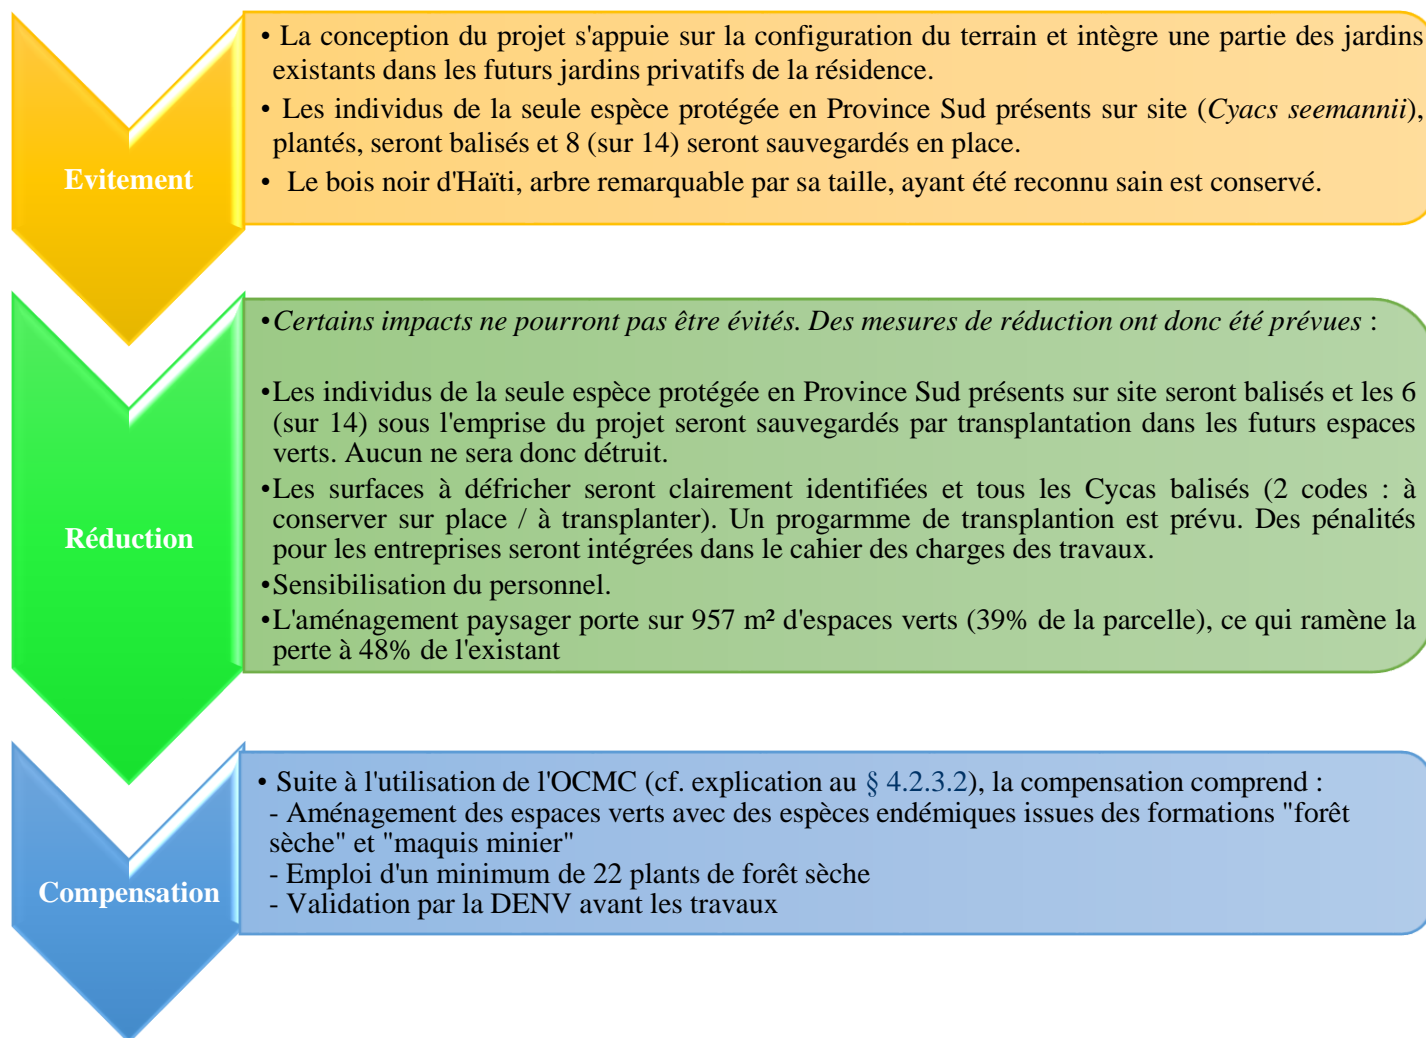 Evitement
• La conception du projet s'appuie sur la configuration du terrain et intègre une partie des jardins
existants dans les futurs jardins privatifs de la résidence.
• Les individus de la seule espèce protégée en Province Sud présents sur site (Cyacs seemannii),
plantés, seront balisés et 8 (sur 14) seront sauvegardés en place.
• Le bois noir d'Haïti, arbre remarquable par sa taille, ayant été reconnu sain est conservé.
Réduction
•Certains impacts ne pourront pas être évités. Des mesures de réduction ont donc été prévues :
•Les individus de la seule espèce protégée en Province Sud présents sur site seront balisés et les 6
(sur 14) sous l'emprise du projet seront sauvegardés par transplantation dans les futurs espaces
verts. Aucun ne sera donc détruit.
•Les surfaces à défricher seront clairement identifiées et tous les Cycas balisés (2 codes : à
conserver sur place / à transplanter). Un progarmme de transplantion est prévu. Des pénalités
pour les entreprises seront intégrées dans le cahier des charges des travaux.
•Sensibilisation du personnel.
•L'aménagement paysager porte sur 957 m² d'espaces verts (39% de la parcelle), ce qui ramène la
perte à 48% de l'existant
Compensation
• Suite à l'utilisation de l'OCMC (cf. explication au § 4.2.3.2), la compensation comprend :
- Aménagement des espaces verts avec des espèces endémiques issues des formations "forêt
sèche" et "maquis minier"
- Emploi d'un minimum de 22 plants de forêt sèche
- Validation par la DENV avant les travaux